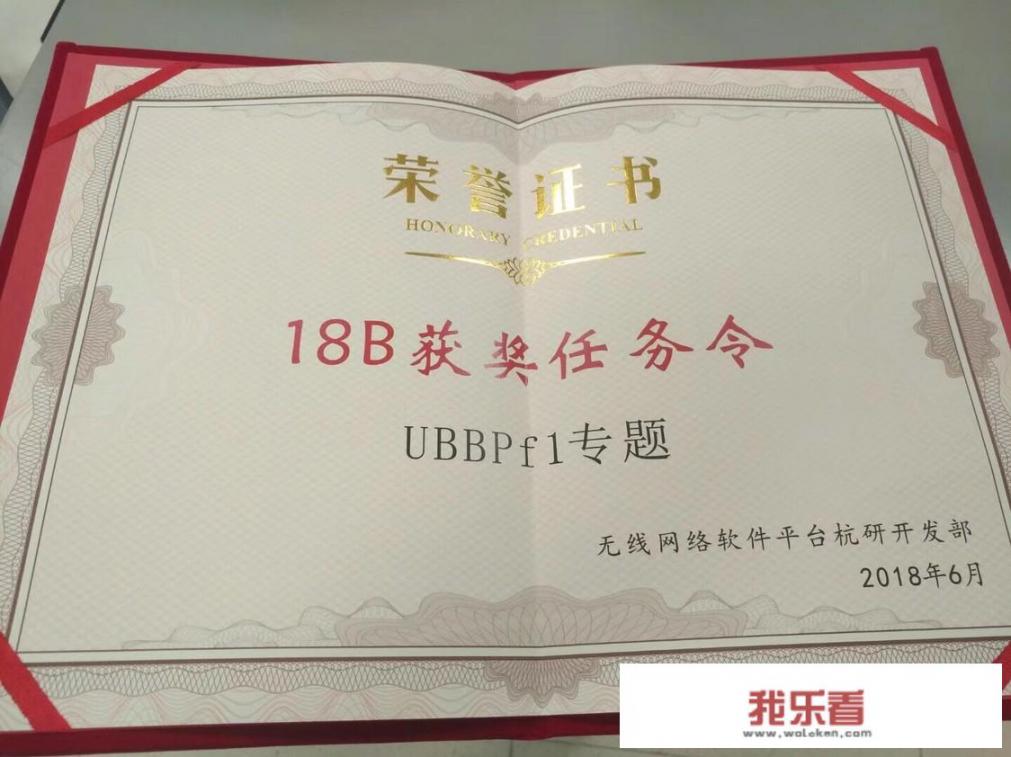 荣誉证书
HONORARY CREDENTIAL
18B获奖任务令
UBBPf1专题
无线网络软件平台杭研开发部
2018年6月
我乐看
www.woleken.com